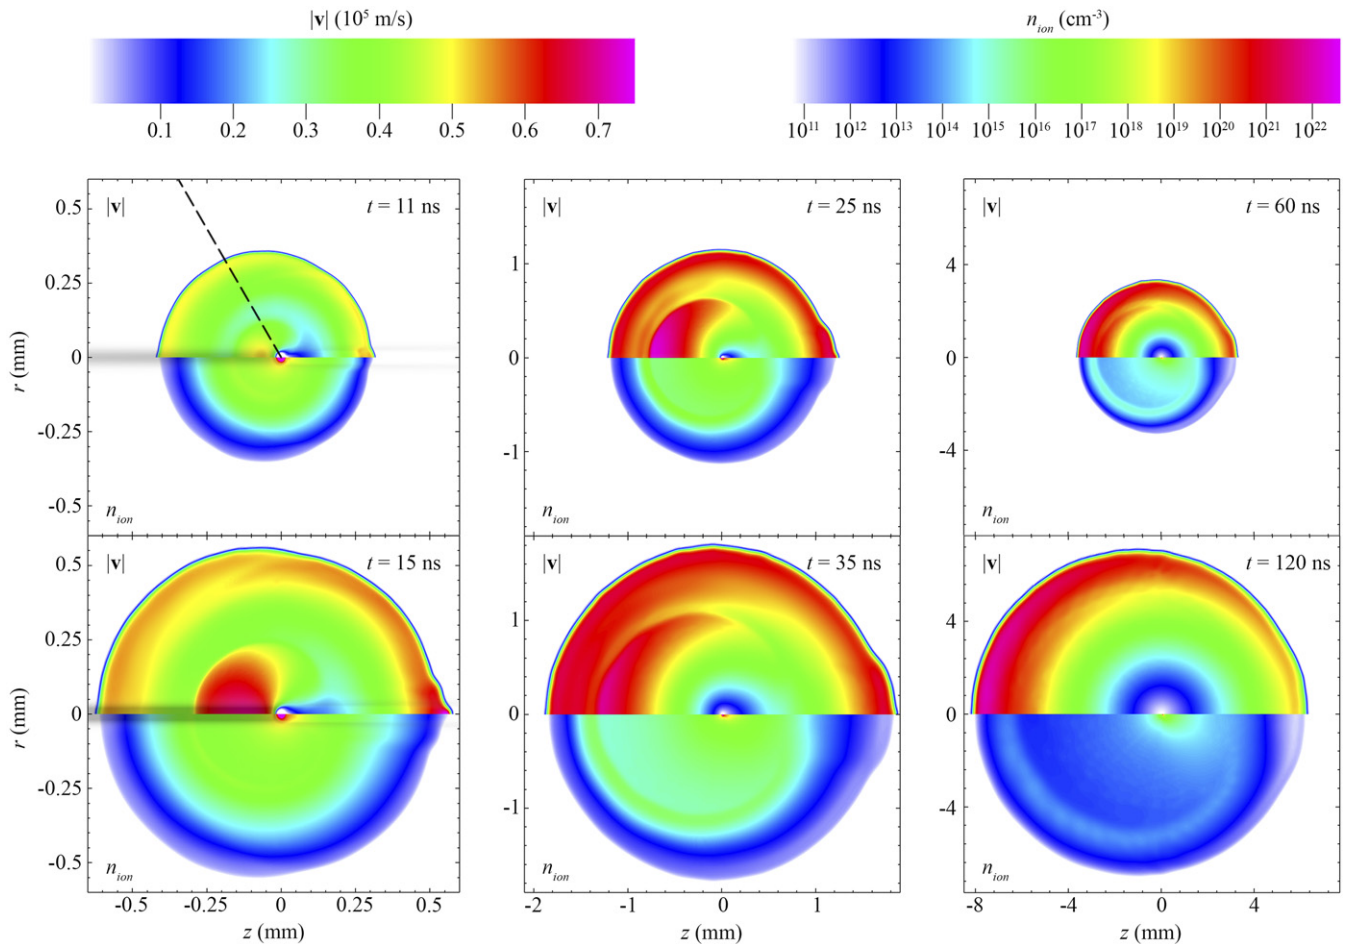 |v| (10⁵ m/s)
0.1 0.2 0.3 0.4 0.5 0.6 0.7
n_ion (cm⁻³)
10¹¹ 10¹² 10¹³ 10¹⁴ 10¹⁵ 10¹⁶ 10¹⁷ 10¹⁸ 10¹⁹ 10²⁰ 10²¹ 10²²
|v| t = 11 ns
0.5
0.25
0
-0.25
-0.5
r (mm)
n_ion
|v| t = 25 ns
1
0
-1
n_ion
|v| t = 60 ns
4
0
-4
n_ion
|v| t = 15 ns
0.5
0.25
0
-0.25
-0.5
r (mm)
n_ion
-0.5 -0.25 0 0.25 0.5
z (mm)
|v| t = 35 ns
1
0
-1
n_ion
-2 -1 0 1
z (mm)
|v| t = 120 ns
4
0
-4
n_ion
-8 -4 0 4
z (mm)